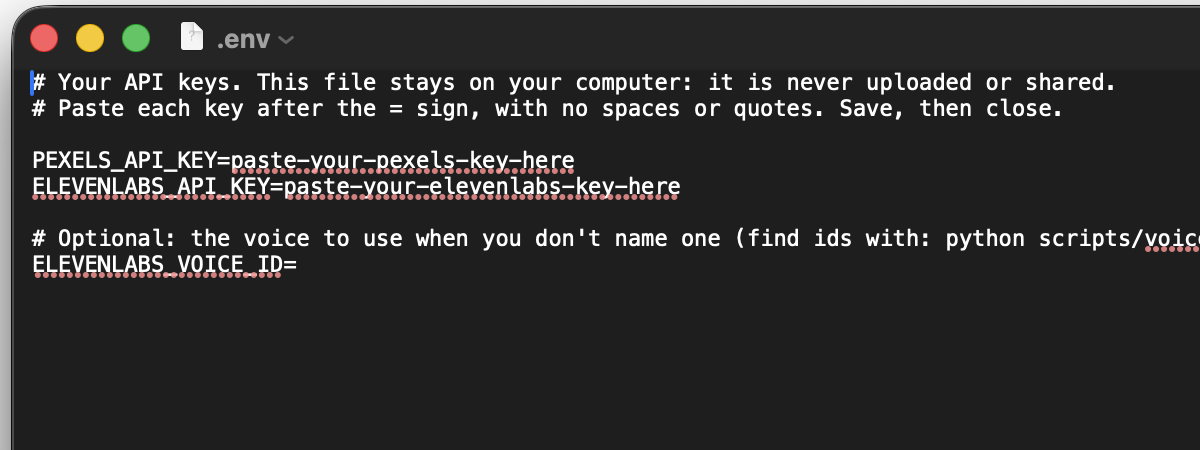 .env
# Your API keys. This file stays on your computer: it is never uploaded or shared.
# Paste each key after the = sign, with no spaces or quotes. Save, then close.
PEXELS_API_KEY=paste-your-pexels-key-here
ELEVENLABS_API_KEY=paste-your-elevenlabs-key-here
# Optional: the voice to use when you don't name one (find ids with: python scripts/voic
ELEVENLABS_VOICE_ID=